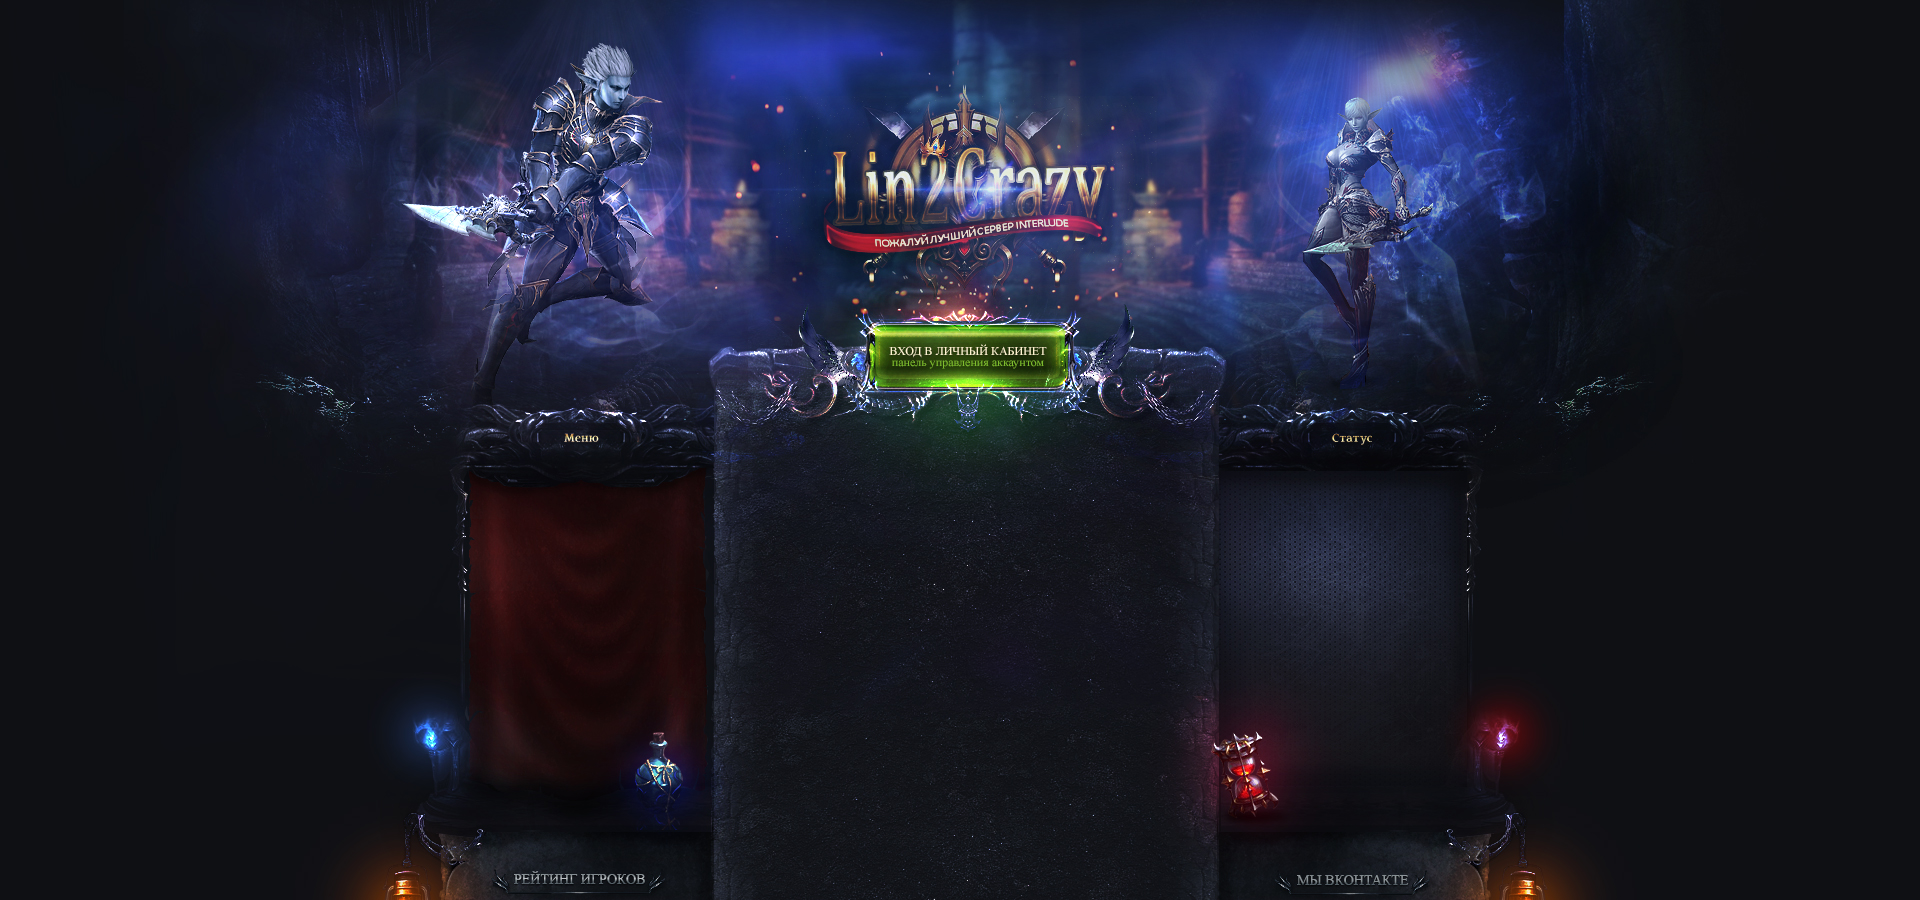 Lin2Crazy
ПОЖАЛУЙ ЛУЧШИЙ СЕРВЕР INTERLUDE
ВХОД В ЛИЧНЫЙ КАБИНЕТ
панель управления аккаунтом
Меню
Статус
РЕЙТИНГ ИГРОКОВ
МЫ ВКОНТАКТЕ